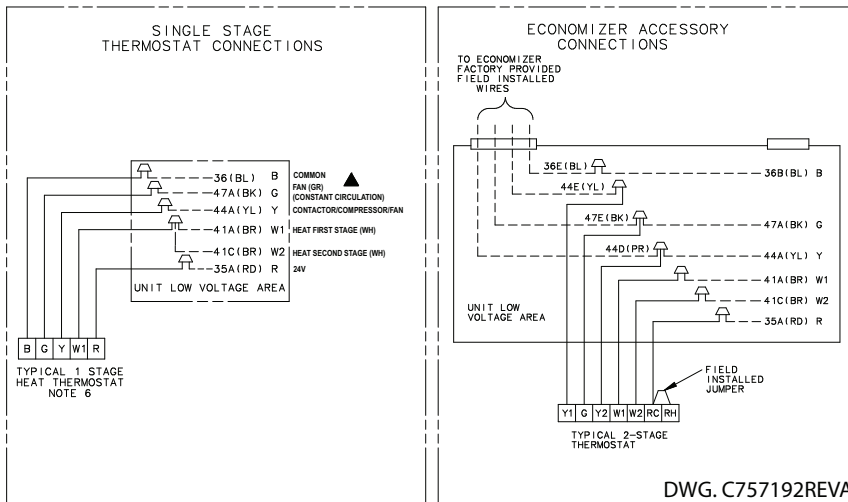 SINGLE STAGE
THERMOSTAT CONNECTIONS
36(BL) B COMMON
47A(BK) G FAN (GR)
(CONSTANT CIRCULATION)
44A(YL) Y CONTACTOR/COMPRESSOR/FAN
41A(BR) W1 HEAT FIRST STAGE (WH)
41C(BR) W2 HEAT SECOND STAGE (WH)
35A(RD) R 24V
UNIT LOW VOLTAGE AREA
B G Y W1 R
TYPICAL 1 STAGE
HEAT THERMOSTAT
NOTE 6
ECONOMIZER ACCESSORY
CONNECTIONS
TO ECONOMIZER
FACTORY PROVIDED
FIELD INSTALLED
WIRES
36E(BL)
36B(BL) B
44E(YL)
47E(BK)
47A(BK) G
44D(PR)
44A(YL) Y
41A(BR) W1
41C(BR) W2
35A(RD) R
UNIT LOW
VOLTAGE AREA
FIELD
INSTALLED
JUMPER
Y1 G Y2 W1 W2 RC RH
TYPICAL 2-STAGE
THERMOSTAT
DWG. C757192REVA